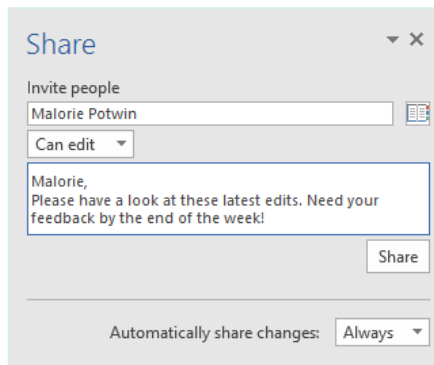 Share
Invite people
Malorie Potwin
Can edit
Malorie,
Please have a look at these latest edits. Need your
feedback by the end of the week!
Share
Automatically share changes: Always